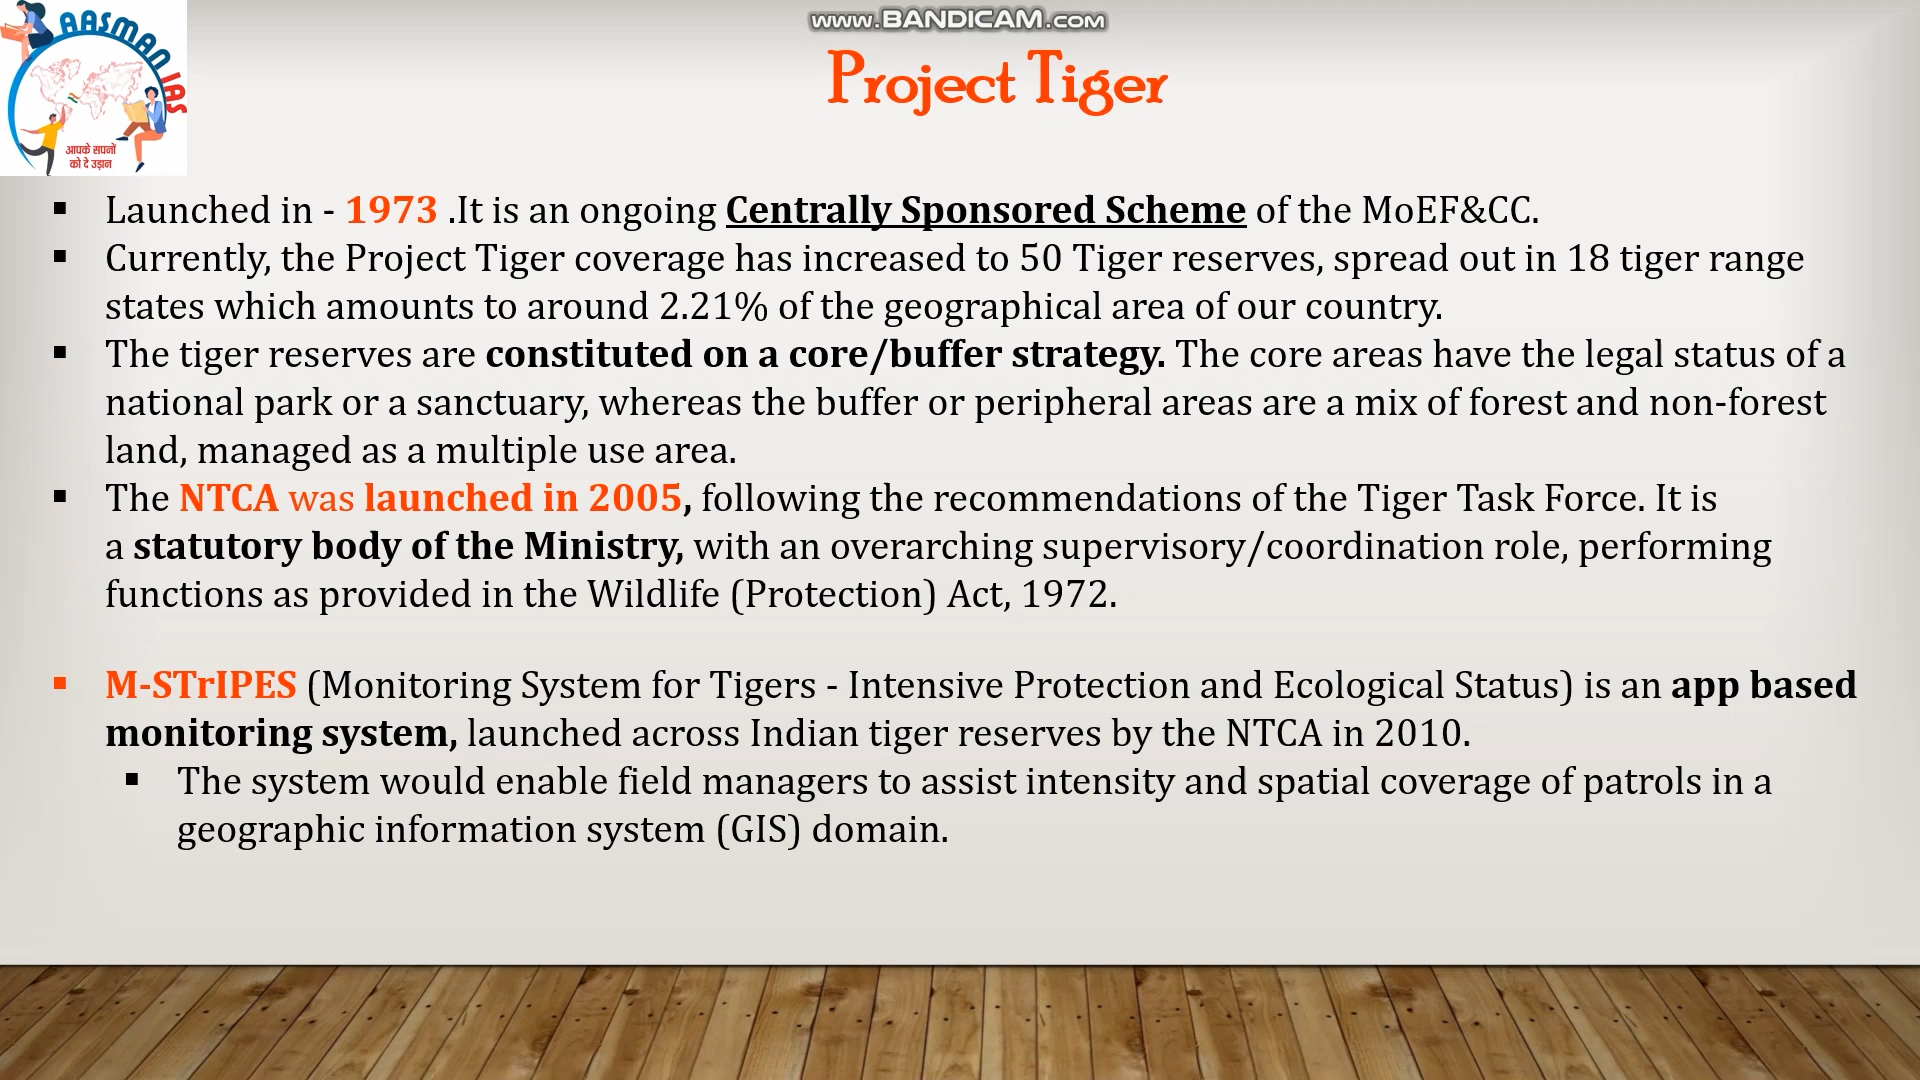 www.BANDICAM.com
AASMAN IAS
आपके सपनों
को दे उड़ान
Project Tiger
▪ Launched in - 1973 .It is an ongoing Centrally Sponsored Scheme of the MoEF&CC.
▪ Currently, the Project Tiger coverage has increased to 50 Tiger reserves, spread out in 18 tiger range
states which amounts to around 2.21% of the geographical area of our country.
▪ The tiger reserves are constituted on a core/buffer strategy. The core areas have the legal status of a
national park or a sanctuary, whereas the buffer or peripheral areas are a mix of forest and non-forest
land, managed as a multiple use area.
▪ The NTCA was launched in 2005, following the recommendations of the Tiger Task Force. It is
a statutory body of the Ministry, with an overarching supervisory/coordination role, performing
functions as provided in the Wildlife (Protection) Act, 1972.
▪ M-STrIPES (Monitoring System for Tigers - Intensive Protection and Ecological Status) is an app based
monitoring system, launched across Indian tiger reserves by the NTCA in 2010.
▪ The system would enable field managers to assist intensity and spatial coverage of patrols in a
geographic information system (GIS) domain.